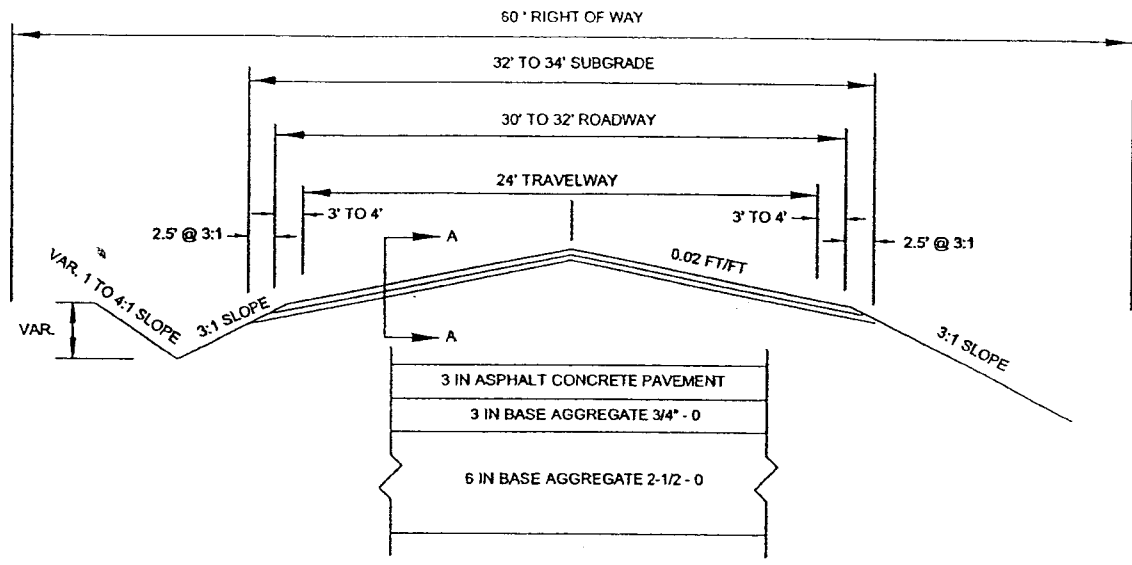 60 ' RIGHT OF WAY
32' TO 34' SUBGRADE
30' TO 32' ROADWAY
24' TRAVELWAY
3' TO 4'
3' TO 4'
2.5' @ 3:1
2.5' @ 3:1
A
VAR. 1 TO 4:1 SLOPE
0.02 FT/FT
3:1 SLOPE
VAR.
A
3:1 SLOPE
3 IN ASPHALT CONCRETE PAVEMENT
3 IN BASE AGGREGATE 3/4" - 0
6 IN BASE AGGREGATE 2-1/2 - 0